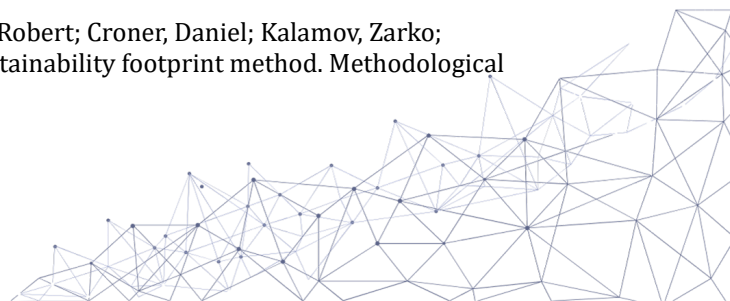 Robert; Croner, Daniel; Kalamov, Zarko;
tainability footprint method. Methodological